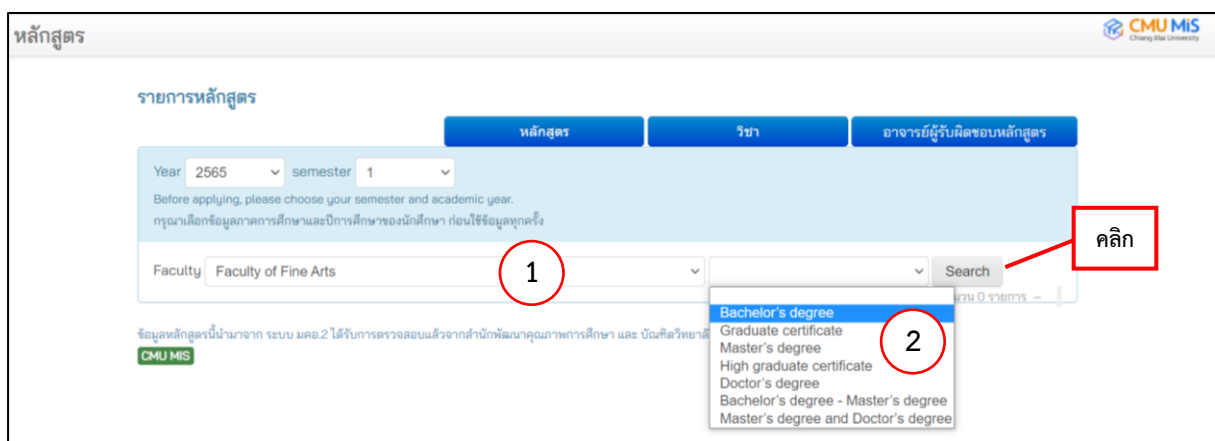 หลักสูตร
CMU MiS
Chiang Mai University
รายการหลักสูตร
หลักสูตร วิชา อาจารย์ผู้รับผิดชอบหลักสูตร
Year 2565 semester 1
Before applying, please choose your semester and academic year.
กรุณาเลือกข้อมูลภาคการศึกษาและปีการศึกษาของนักศึกษา ก่อนใช้ข้อมูลทุกครั้ง
คลิก
Faculty Faculty of Fine Arts 1 Search
0 รายการ –
ข้อมูลหลักสูตรนี้นำมาจาก ระบบ มคอ.2 ได้รับการตรวจสอบแล้วจากสำนักพัฒนาคุณภาพการศึกษา และ บัณฑิตวิทยาลั
CMU MIS
Bachelor's degree
Graduate certificate
2
Master's degree
High graduate certificate
Doctor's degree
Bachelor's degree - Master's degree
Master's degree and Doctor's degree